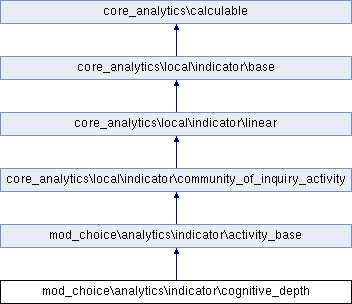 core_analytics\calculable
core_analytics\local\indicator\base
core_analytics\local\indicator\linear
core_analytics\local\indicator\community_of_inquiry_activity
mod_choice\analytics\indicator\activity_base
mod_choice\analytics\indicator\cognitive_depth